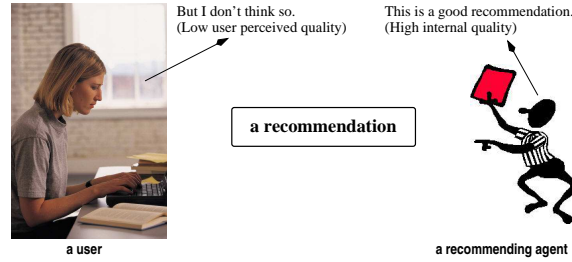 But I don't think so.
(Low user perceived quality)
This is a good recommendation.
(High internal quality)
a recommendation
a user
a recommending agent